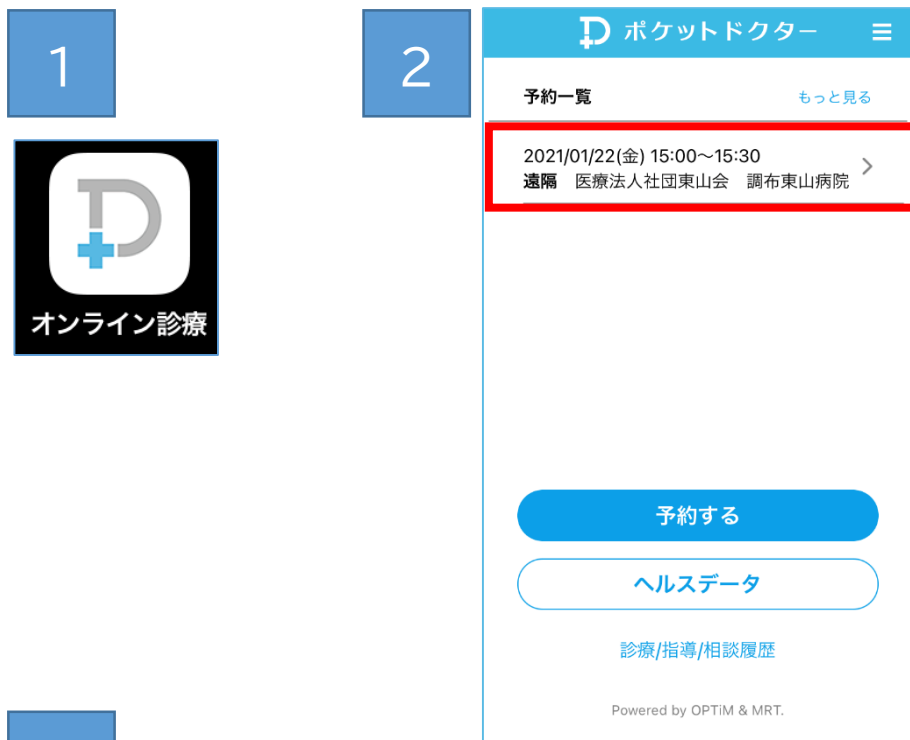 1
オンライン診療
2
ポケットドクター
予約一覧 もっと見る
2021/01/22(金) 15:00～15:30
遠隔 医療法人社団東山会 調布東山病院
予約する
ヘルスデータ
診療/指導/相談履歴
Powered by OPTiM & MRT.